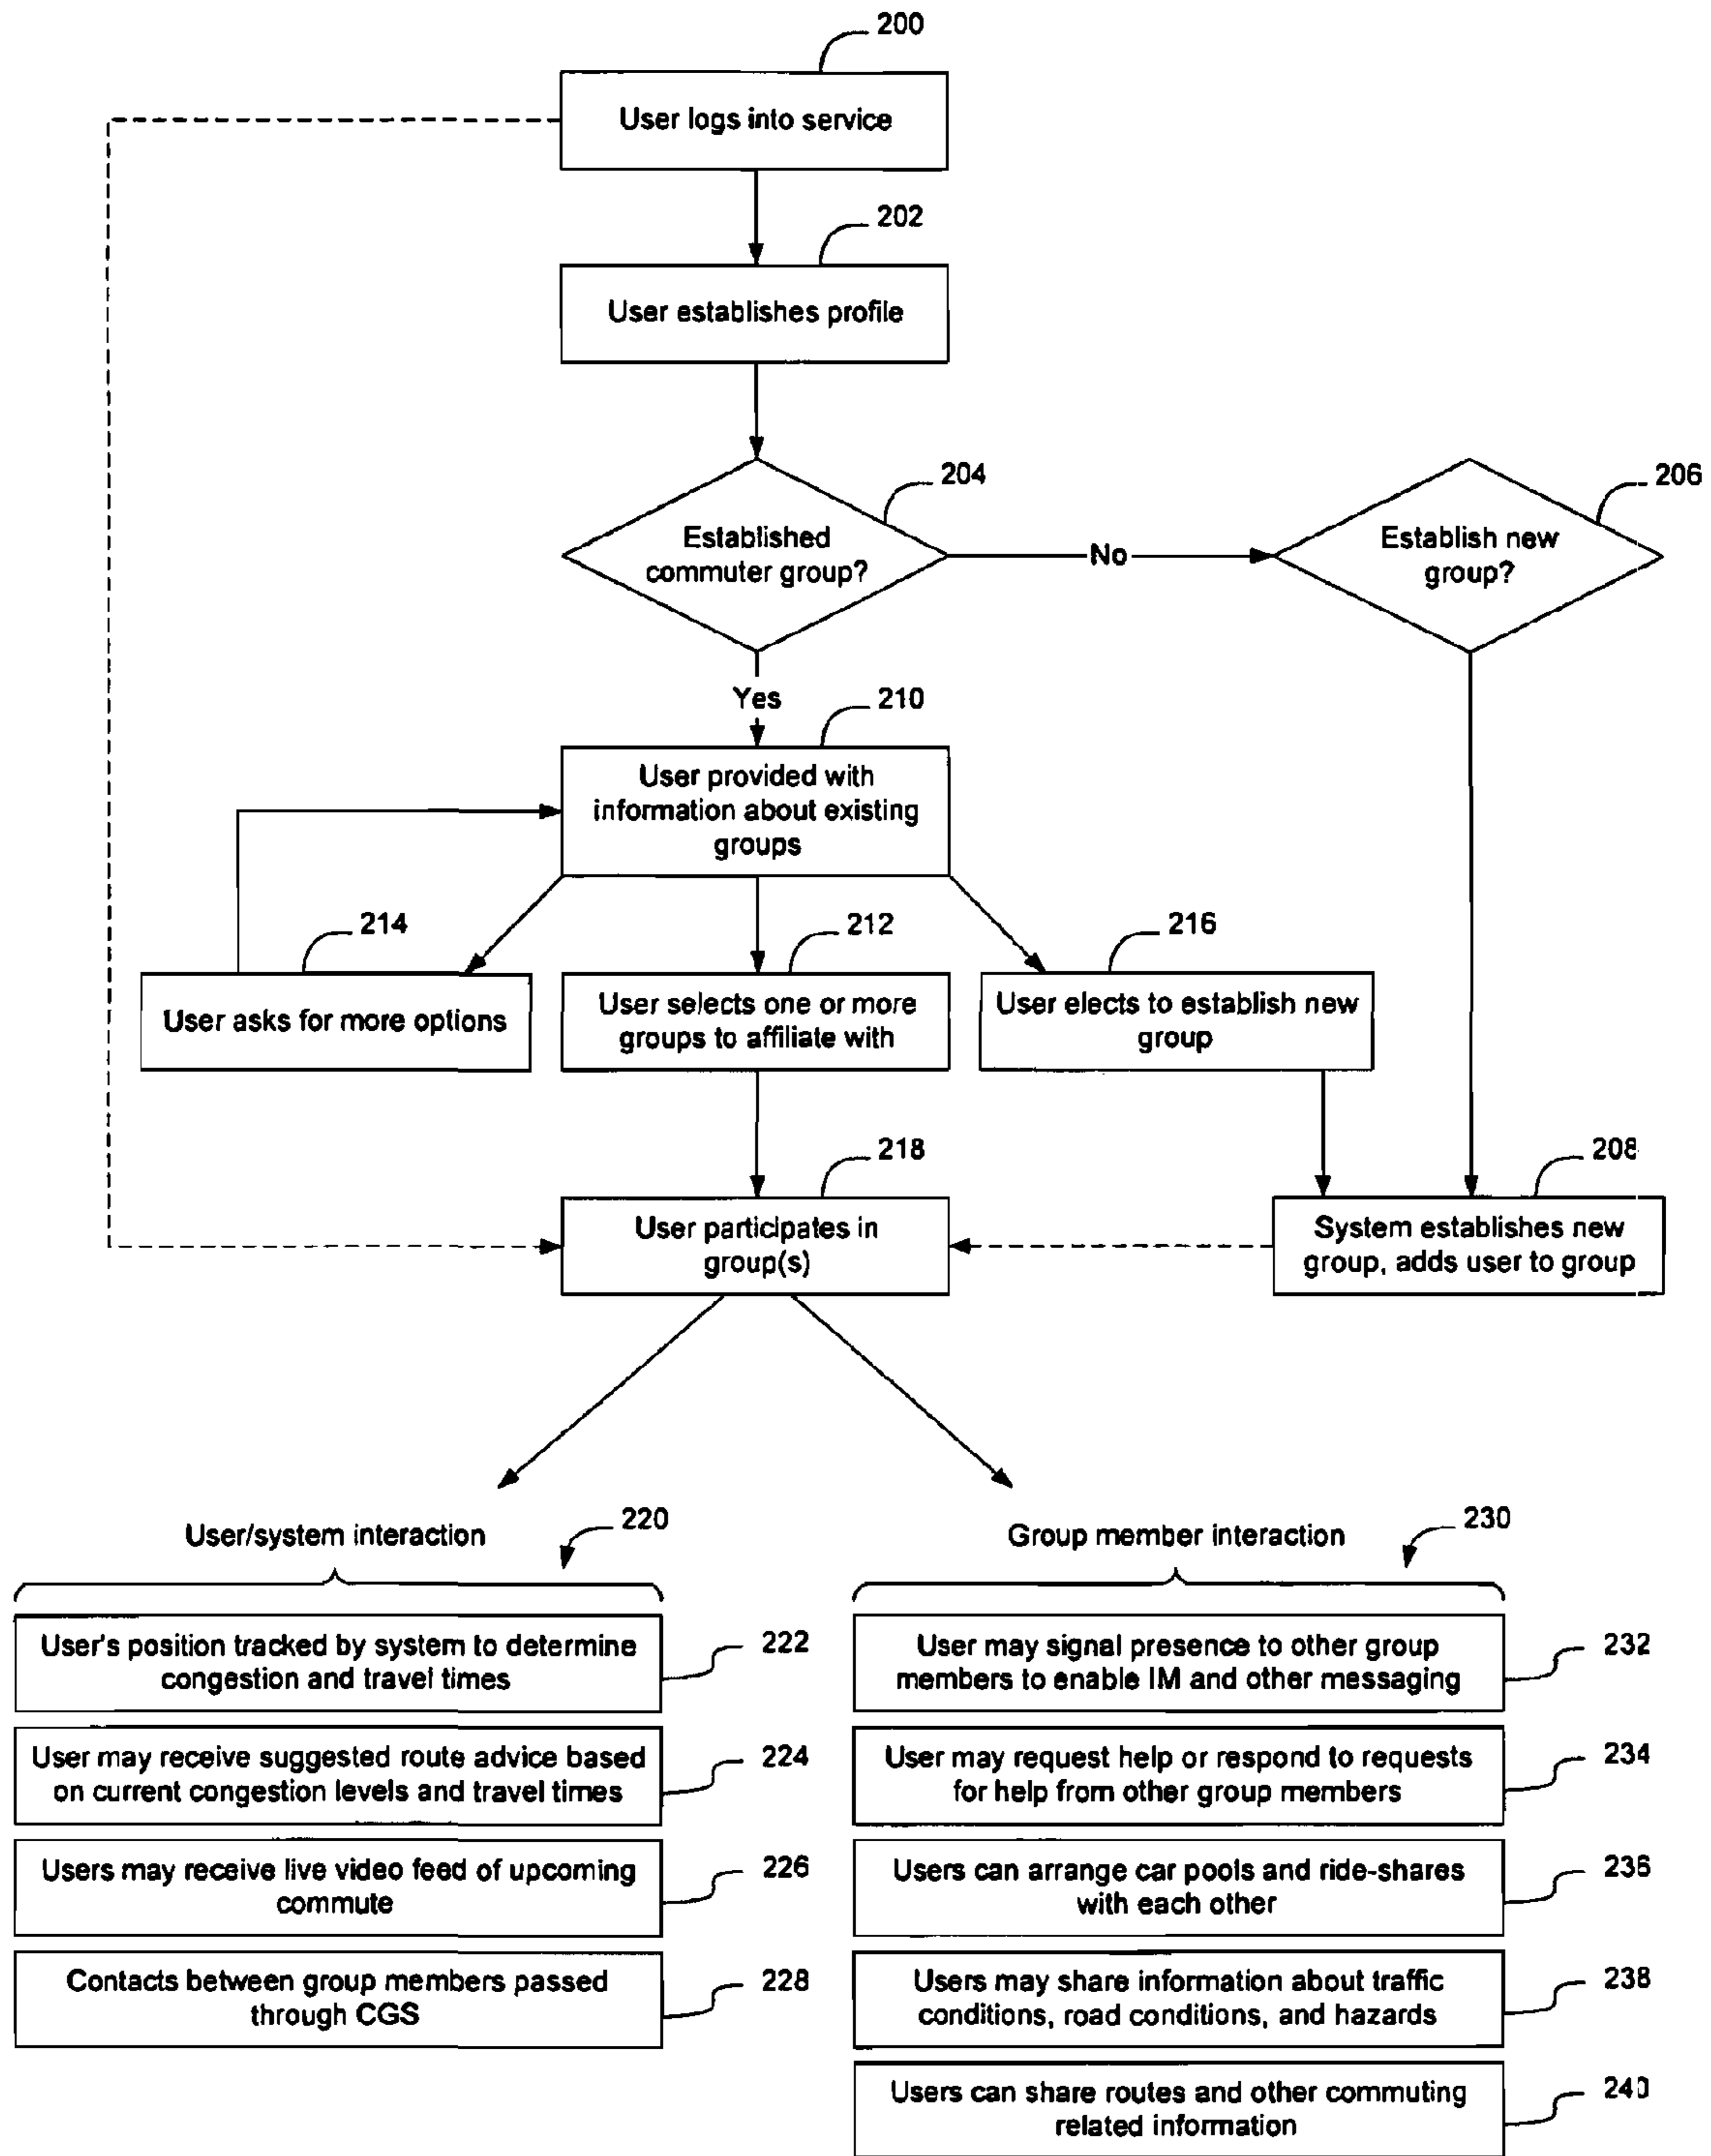 200
User logs into service
202
User establishes profile
204
Established
commuter group?
No
206
Establish new
group?
Yes
210
User provided with
information about existing
groups
214
User asks for more options
212
User selects one or more
groups to affiliate with
216
User elects to establish new
group
218
User participates in
group(s)
208
System establishes new
group, adds user to group
User/system interaction
220
User's position tracked by system to determine
congestion and travel times
222
User may receive suggested route advice based
on current congestion levels and travel times
224
Users may receive live video feed of upcoming
commute
226
Contacts between group members passed
through CGS
228
Group member interaction
230
User may signal presence to other group
members to enable IM and other messaging
232
User may request help or respond to requests
for help from other group members
234
Users can arrange car pools and ride-shares
with each other
236
Users may share information about traffic
conditions, road conditions, and hazards
238
Users can share routes and other commuting
related information
240